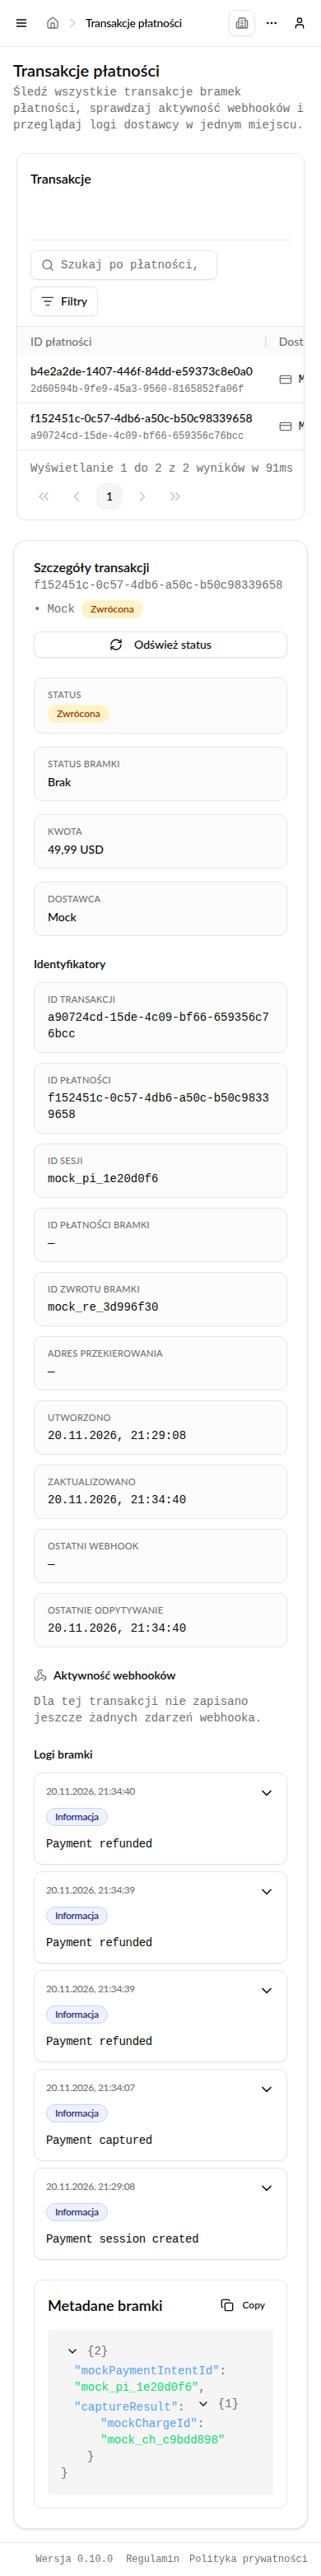 Transakcje płatności
Transakcje płatności
Śledź wszystkie transakcje bramek
płatności, sprawdzaj aktywność webhooków i
przeglądaj logi dostawcy w jednym miejscu.
Transakcje
Szukaj po płatności,
Filtry
ID płatności
Dost
b4e2a2de-1407-446f-84dd-e59373c8e0a0
2d60594b-9fe9-45a3-9560-8165852fa06f
f152451c-0c57-4db6-a50c-b50c98339658
a90724cd-15de-4c09-bf66-659356c76bcc
Wyświetlanie 1 do 2 z 2 wyników w 91ms
1
Szczegóły transakcji
f152451c-0c57-4db6-a50c-b50c98339658
• Mock Zwrócona
Odśwież status
STATUS
Zwrócona
STATUS BRAMKI
Brak
KWOTA
49,99 USD
DOSTAWCA
Mock
Identyfikatory
ID TRANSAKCJI
a90724cd-15de-4c09-bf66-659356c7
6bcc
ID PŁATNOŚCI
f152451c-0c57-4db6-a50c-b50c9833
9658
ID SESJI
mock_pi_1e20d0f6
ID PŁATNOŚCI BRAMKI
—
ID ZWROTU BRAMKI
mock_re_3d996f30
ADRES PRZEKIEROWANIA
—
UTWORZONO
20.11.2026, 21:29:08
ZAKTUALIZOWANO
20.11.2026, 21:34:40
OSTATNI WEBHOOK
—
OSTATNIE ODPYTYWANIE
20.11.2026, 21:34:40
Aktywność webhooków
Dla tej transakcji nie zapisano
jeszcze żadnych zdarzeń webhooka.
Logi bramki
20.11.2026, 21:34:40
Informacja
Payment refunded
20.11.2026, 21:34:39
Informacja
Payment refunded
20.11.2026, 21:34:39
Informacja
Payment refunded
20.11.2026, 21:34:07
Informacja
Payment captured
20.11.2026, 21:29:08
Informacja
Payment session created
Metadane bramki
Copy
{2}
"mockPaymentIntentId":
"mock_pi_1e20d0f6",
"captureResult": {1}
"mockChargeId":
"mock_ch_c9bdd898"
}
}
Wersja 0.10.0 Regulamin Polityka prywatności